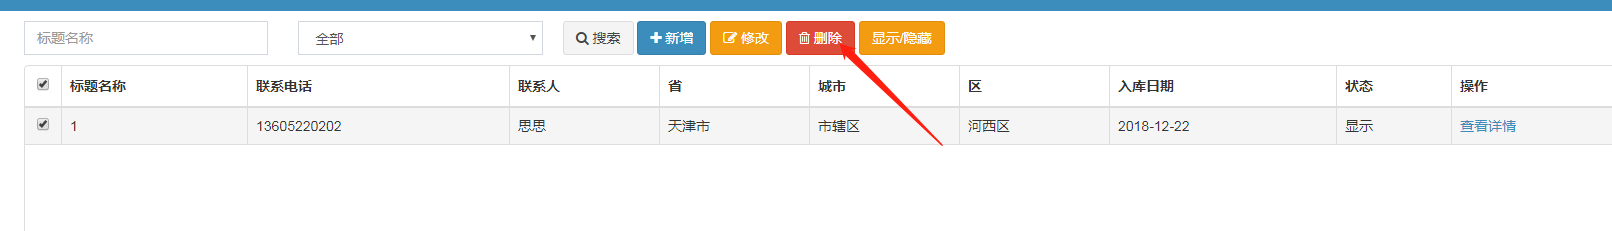 标题名称 全部 搜索 新增 修改 删除 显示/隐藏
标题名称 联系电话 联系人 省 城市 区 入库日期 状态 操作
1 13605220202 思思 天津市 市辖区 河西区 2018-12-22 显示 查看详情